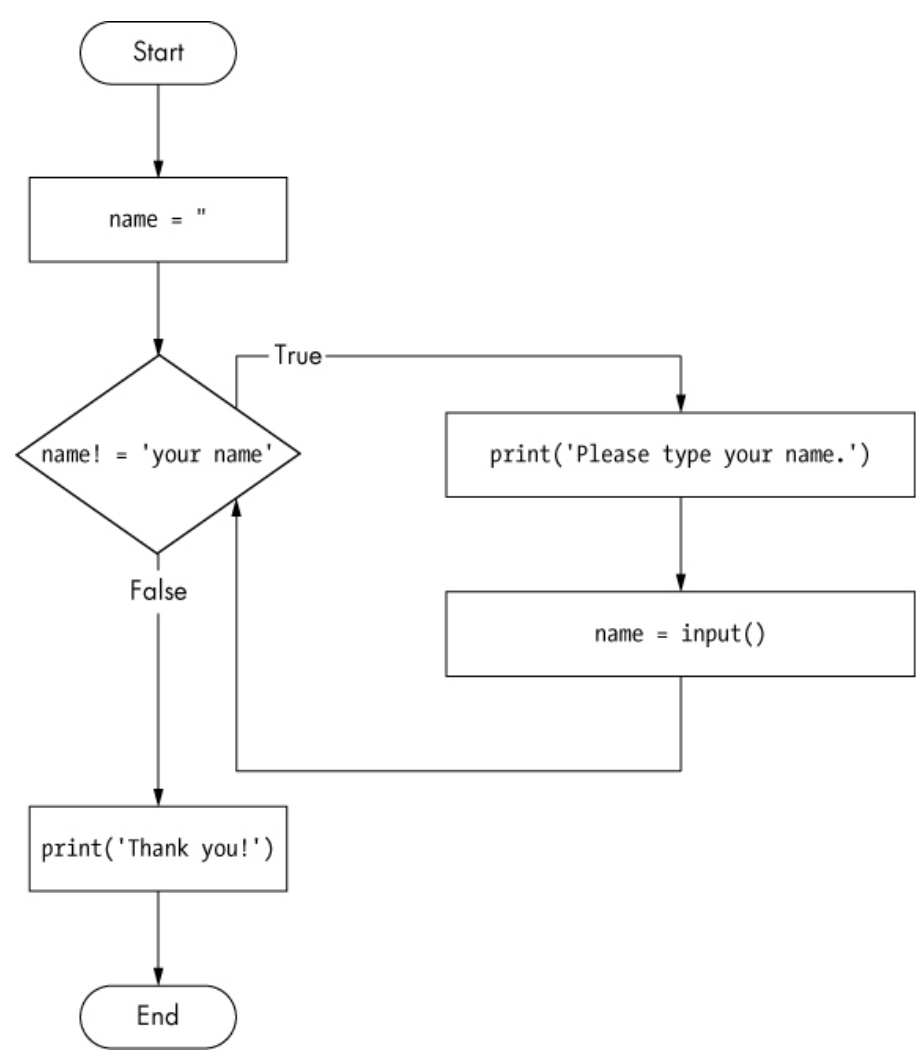 Start
name = "
True
name! = 'your name'
print('Please type your name.')
False
name = input()
print('Thank you!')
End